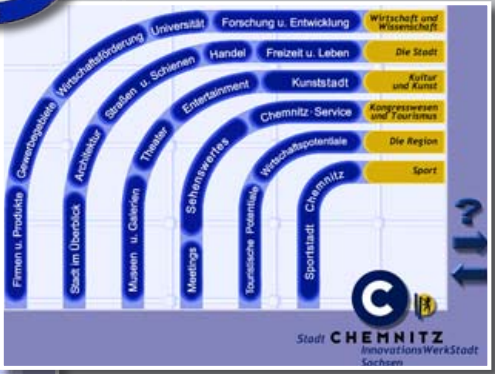 Firmen u. Produkte
Gewerbegebiete
Wirtschaftsförderung
Universität
Forschung u. Entwicklung
Wirtschaft und
Wissenschaft
Stadt im Überblick
Architektur
Straßen u. Schienen
Handel
Freizeit u. Leben
Die Stadt
Museen u. Galerien
Theater
Entertainment
Kunststadt
Kultur
und Kunst
Meetings
Sehenswertes
Chemnitz-Service
Kongresswesen
und Tourismus
Touristische Potentiale
Wirtschaftspotentiale
Die Region
Sportstadt Chemnitz
Sport
?
C
Stadt CHEMNITZ
InnovationsWerkStadt
Sachsen